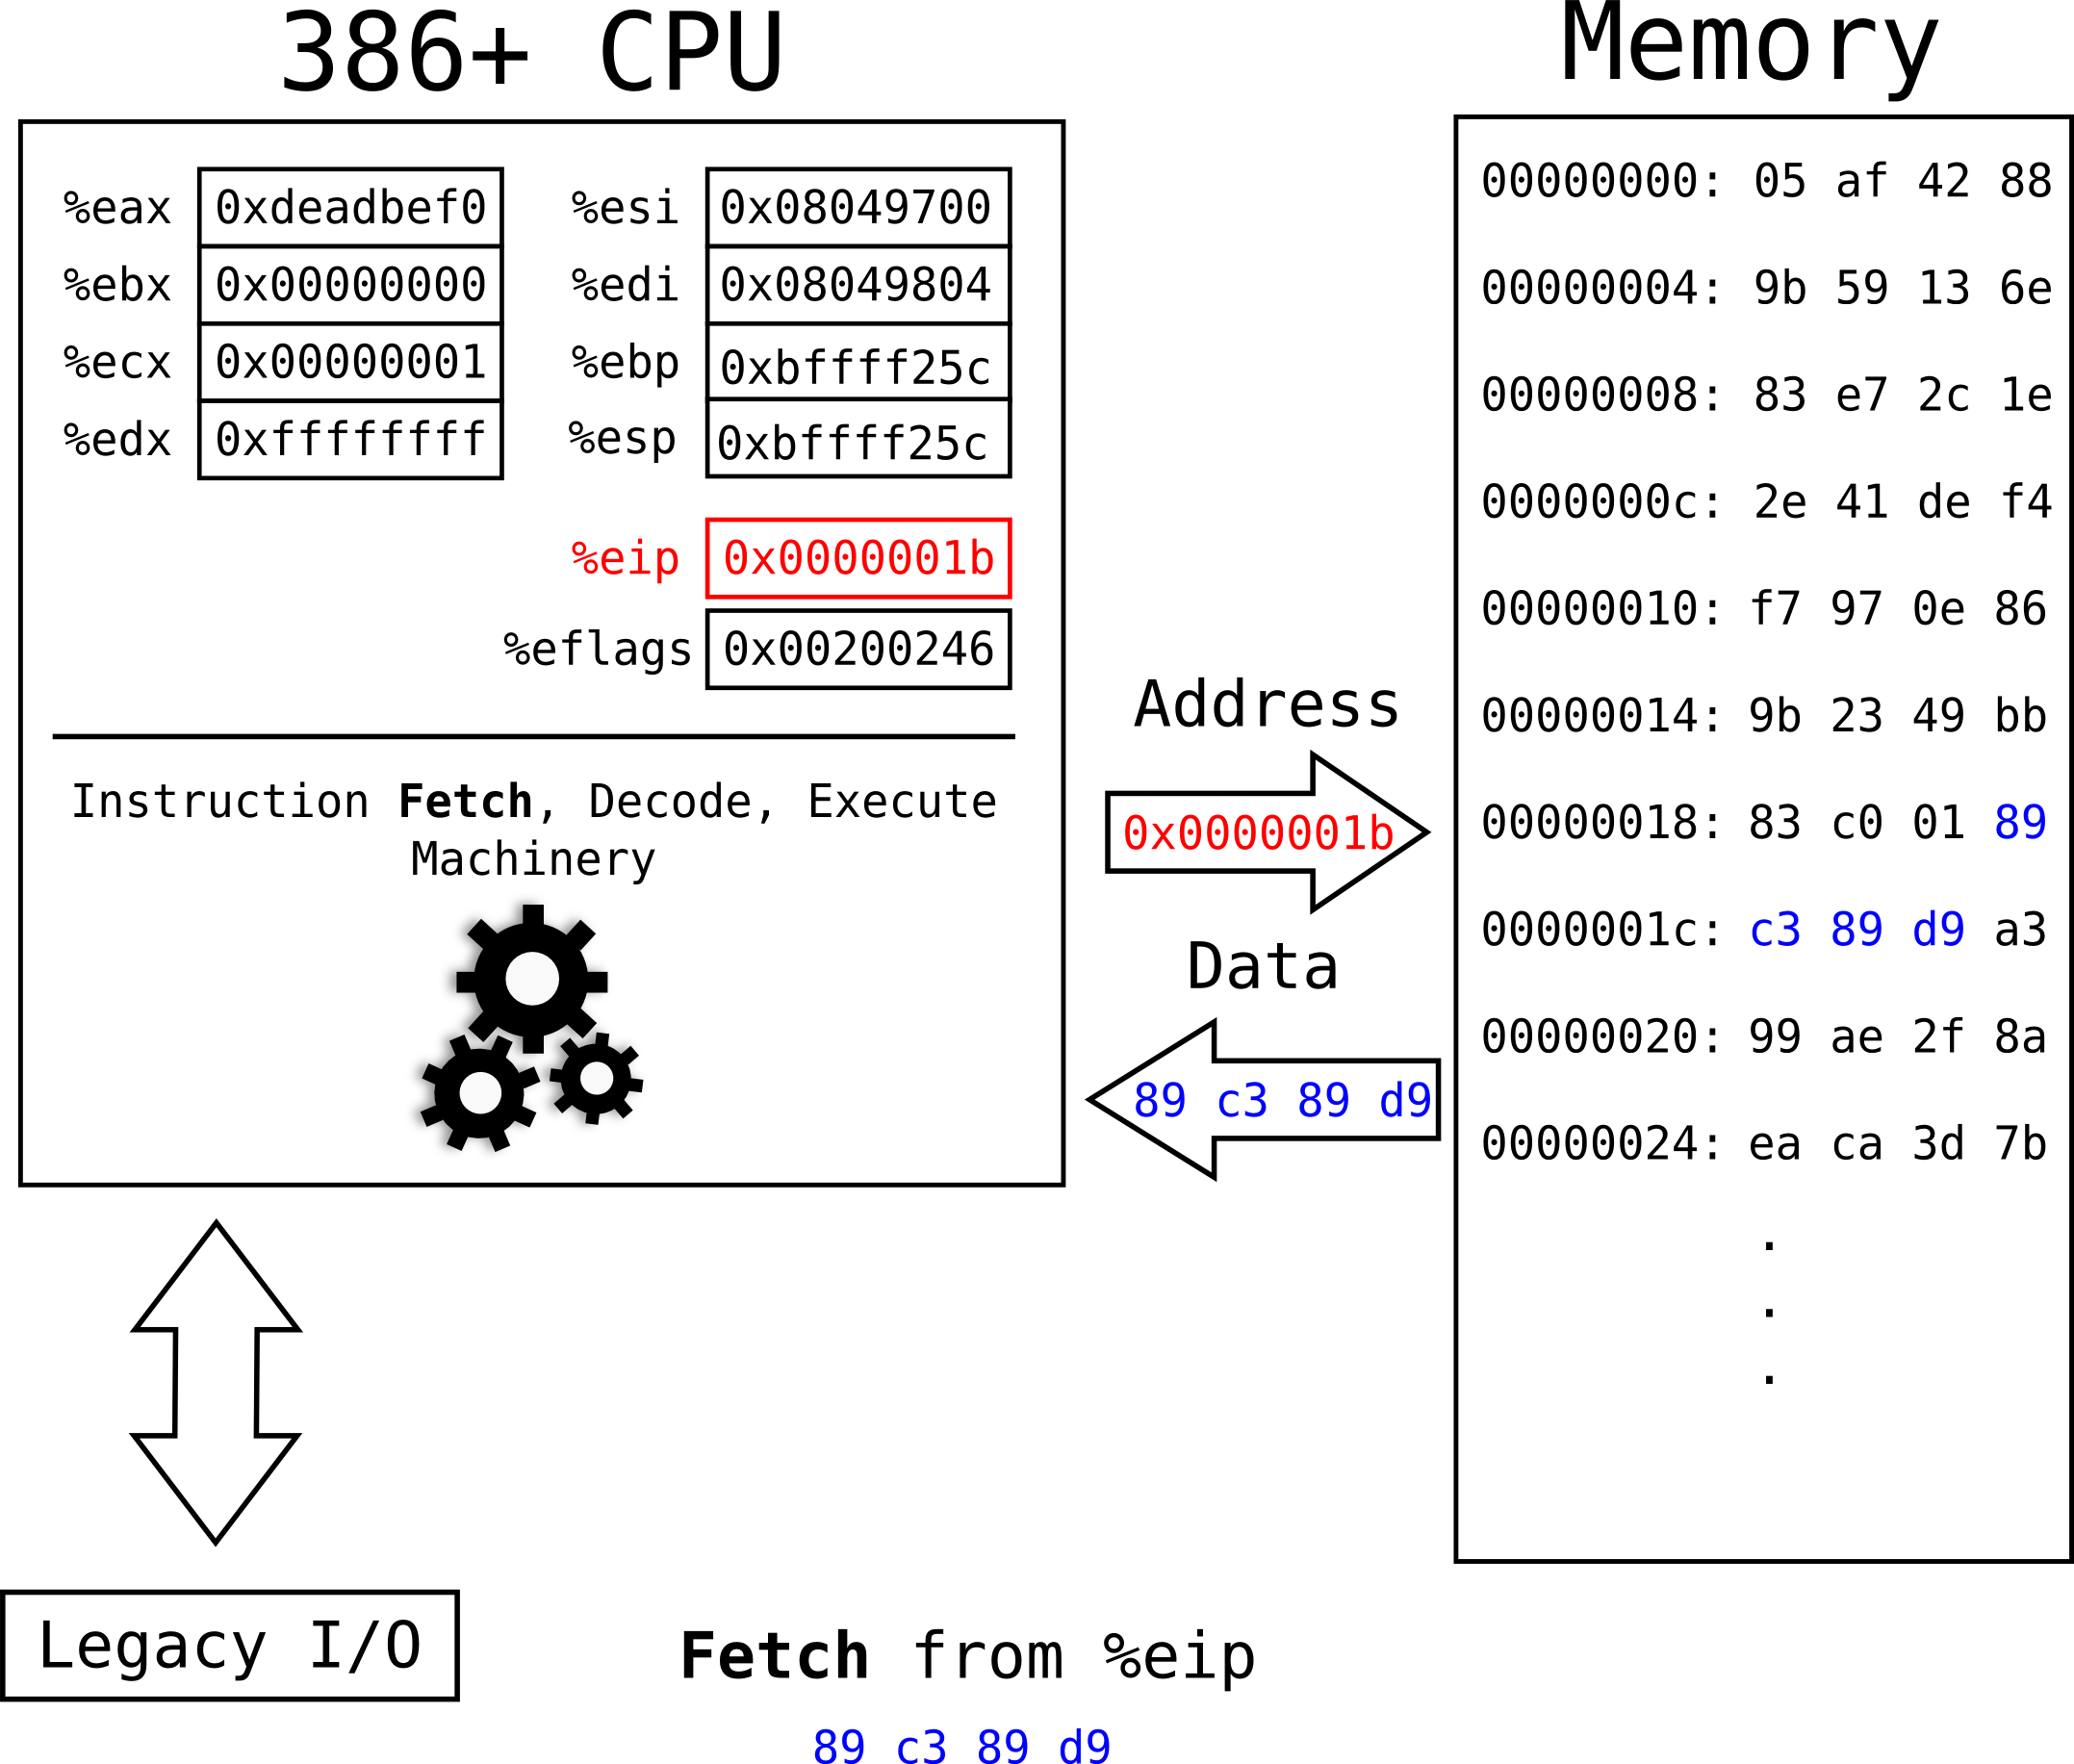 386+ CPU
%eax 0xdeadbef0 %esi 0x08049700
%ebx 0x00000000 %edi 0x08049804
%ecx 0x00000001 %ebp 0xbffff25c
%edx 0xffffffff %esp 0xbffff25c
%eip 0x0000001b
%eflags 0x00200246
Instruction Fetch, Decode, Execute
Machinery
Address
0x0000001b
Data
89 c3 89 d9
Memory
00000000: 05 af 42 88
00000004: 9b 59 13 6e
00000008: 83 e7 2c 1e
0000000c: 2e 41 de f4
00000010: f7 97 0e 86
00000014: 9b 23 49 bb
00000018: 83 c0 01 89
0000001c: c3 89 d9 a3
00000020: 99 ae 2f 8a
00000024: ea ca 3d 7b
.
.
.
Legacy I/O
Fetch from %eip
89 c3 89 d9